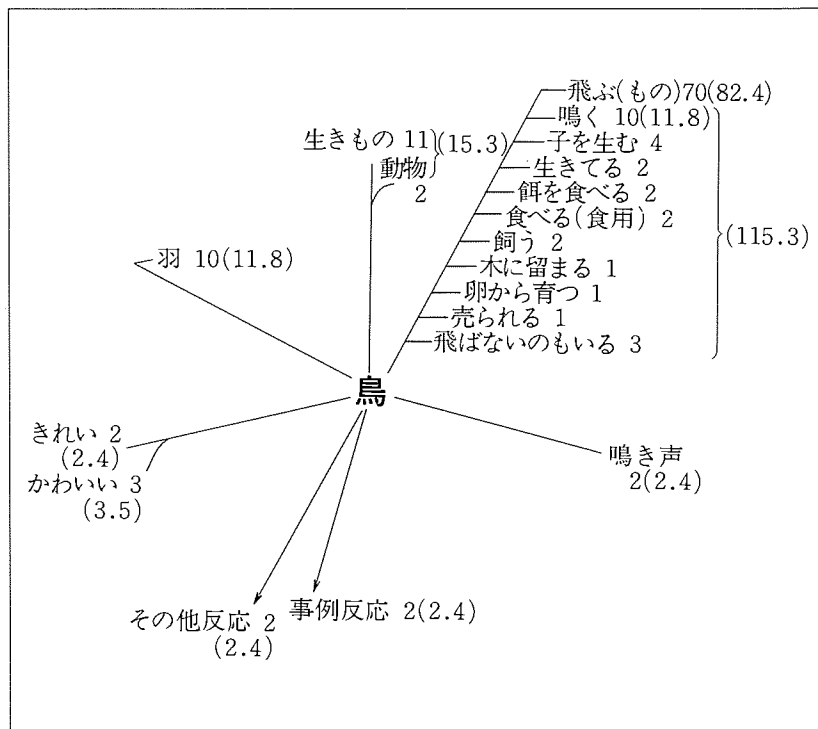 飛ぶ(もの)70(82.4)
鳴く 10(11.8)
子を生む 4
生きてる 2
餌を食べる 2
食べる(食用) 2
飼う 2
木に留まる 1
卵から育つ 1
売られる 1
飛ばないのもいる 3
(115.3)
生きもの 11
動物
2
(15.3)
羽 10(11.8)
鳥
きれい 2
(2.4)
かわいい 3
(3.5)
鳴き声
2(2.4)
その他反応 2
(2.4)
事例反応 2(2.4)